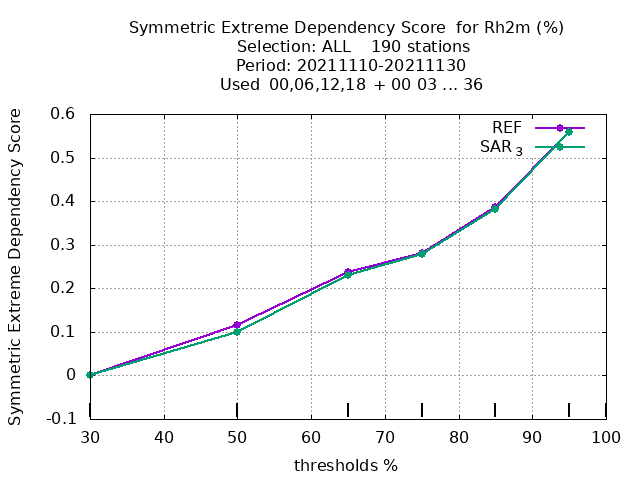 Symmetric Extreme Dependency Score for Rh2m (%)
Selection: ALL 190 stations
Period: 20211110-20211130
Used 00,06,12,18 + 00 03 ... 36
Symmetric Extreme Dependency Score
0.6
0.5
0.4
0.3
0.2
0.1
0
-0.1
REF
SAR 3
30 40 50 60 70 80 90 100
thresholds %